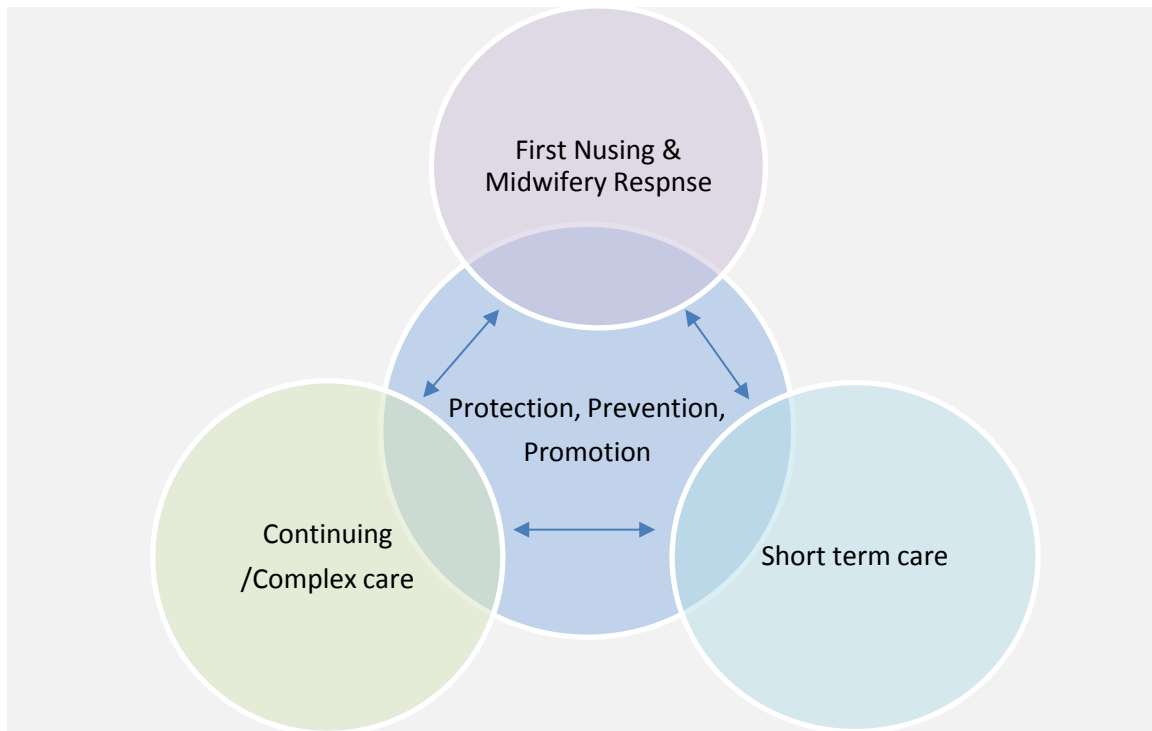 First Nusing &
Midwifery Respnse
Protection, Prevention,
Promotion
Continuing
/Complex care
Short term care